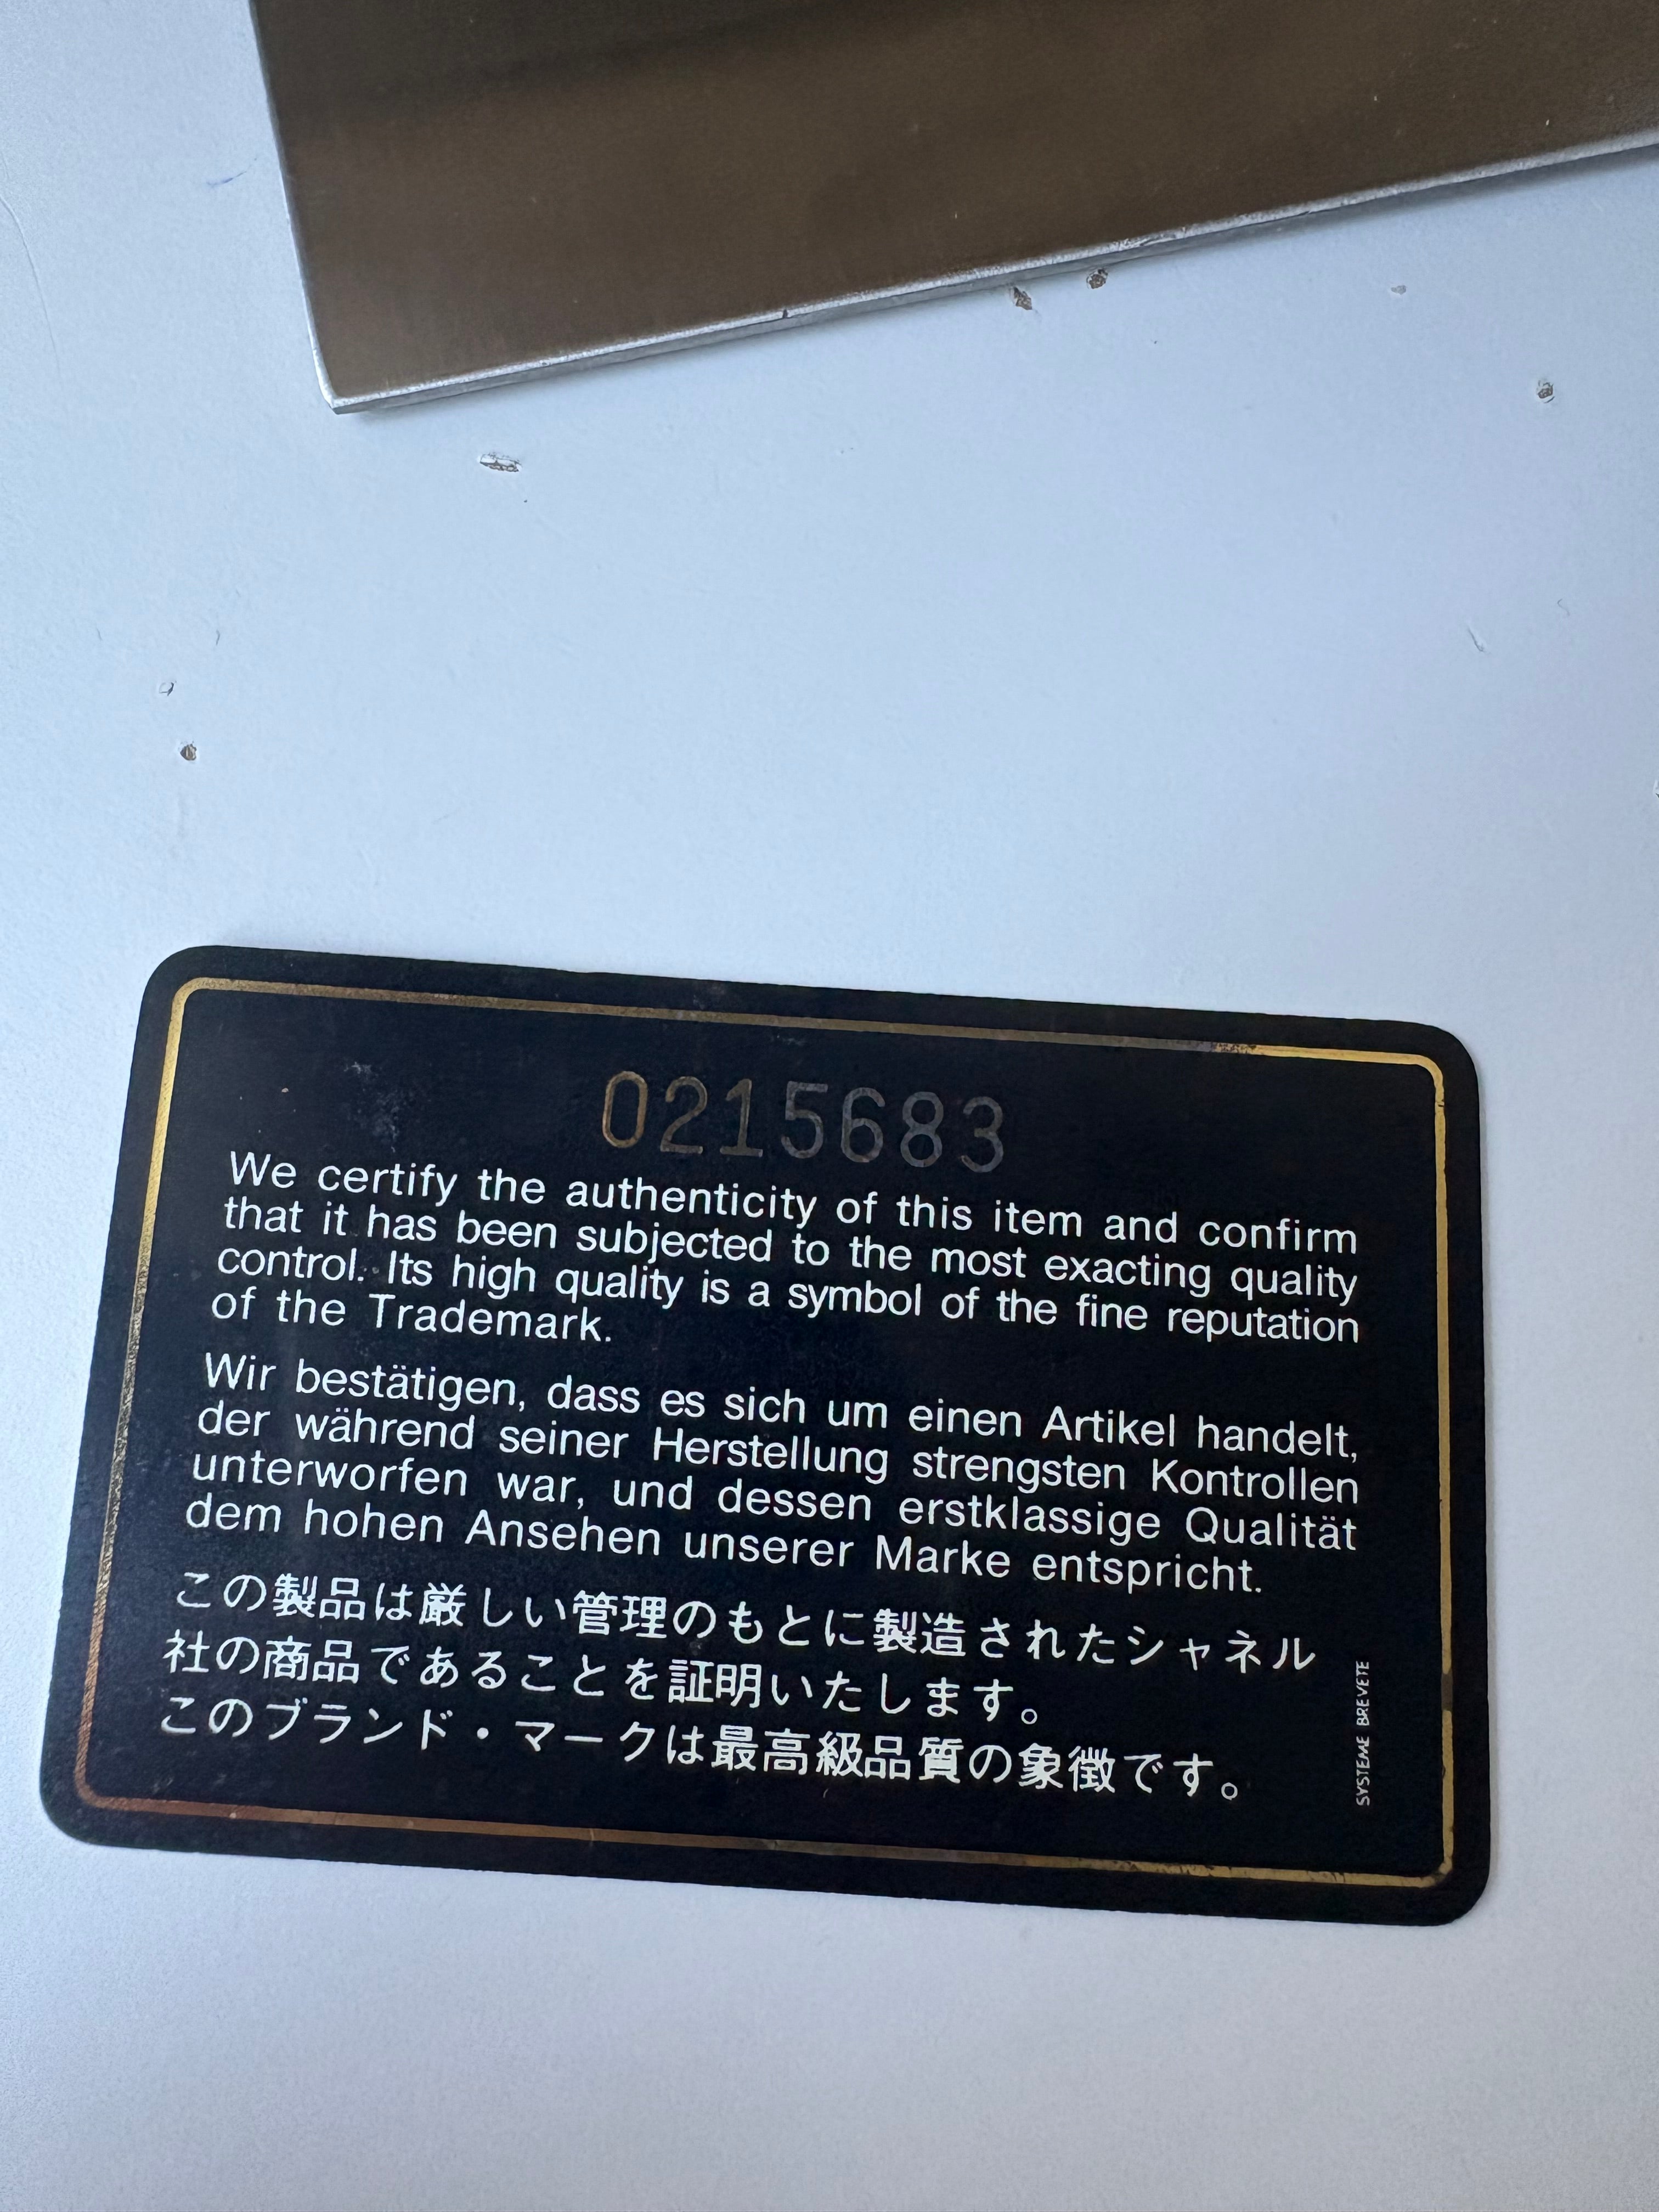 0215683
We certify the authenticity of this item and confirm
that it has been subjected to the most exacting quality
control. Its high quality is a symbol of the fine reputation
of the Trademark.
Wir bestätigen, dass es sich um einen Artikel handelt,
der während seiner Herstellung strengsten Kontrollen
unterworfen war, und dessen erstklassige Qualität
dem hohen Ansehen unserer Marke entspricht.
この製品は厳しい管理のもとに製造されたシャネル
社の商品であることを証明いたします。
このブランド・マークは最高級品質の象徴です。
SYSTEME BREVETE